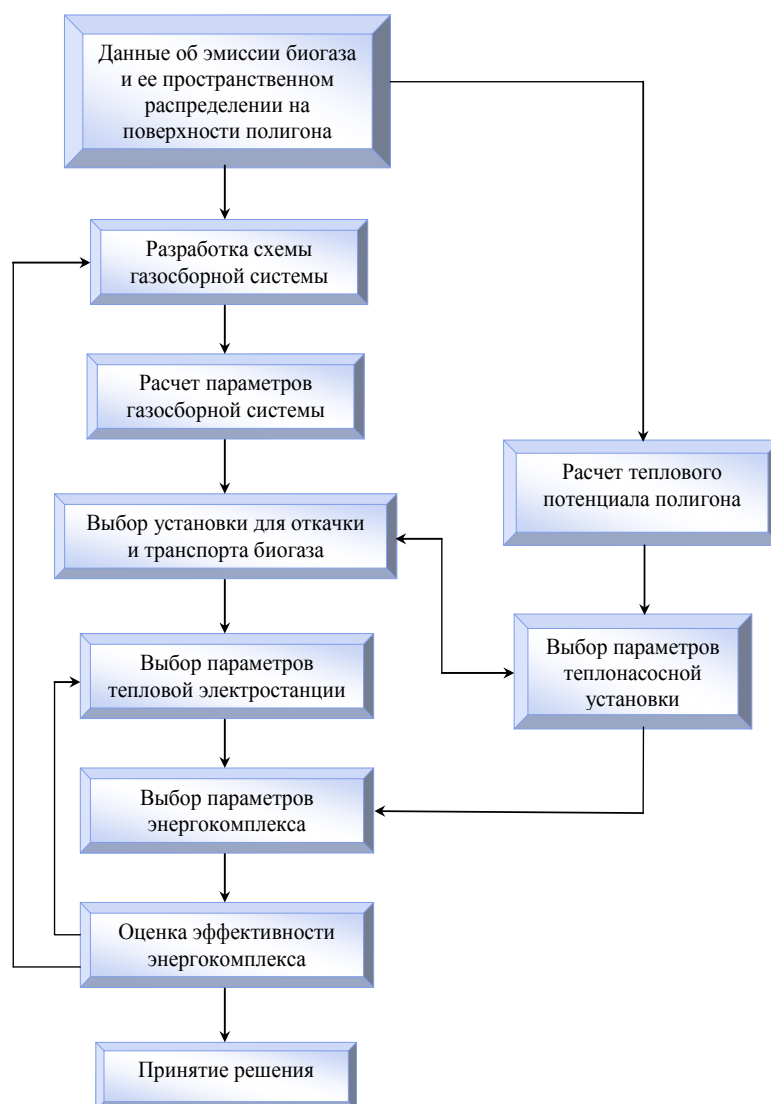 Данные об эмиссии биогаза
и ее пространственном
распределении на
поверхности полигона
Разработка схемы
газосборной системы
Расчет параметров
газосборной системы
Расчет теплового
потенциала полигона
Выбор установки для откачки
и транспорта биогаза
Выбор параметров
тепловой электростанции
Выбор параметров
теплонасосной
установки
Выбор параметров
энергокомплекса
Оценка эффективности
энергокомплекса
Принятие решения